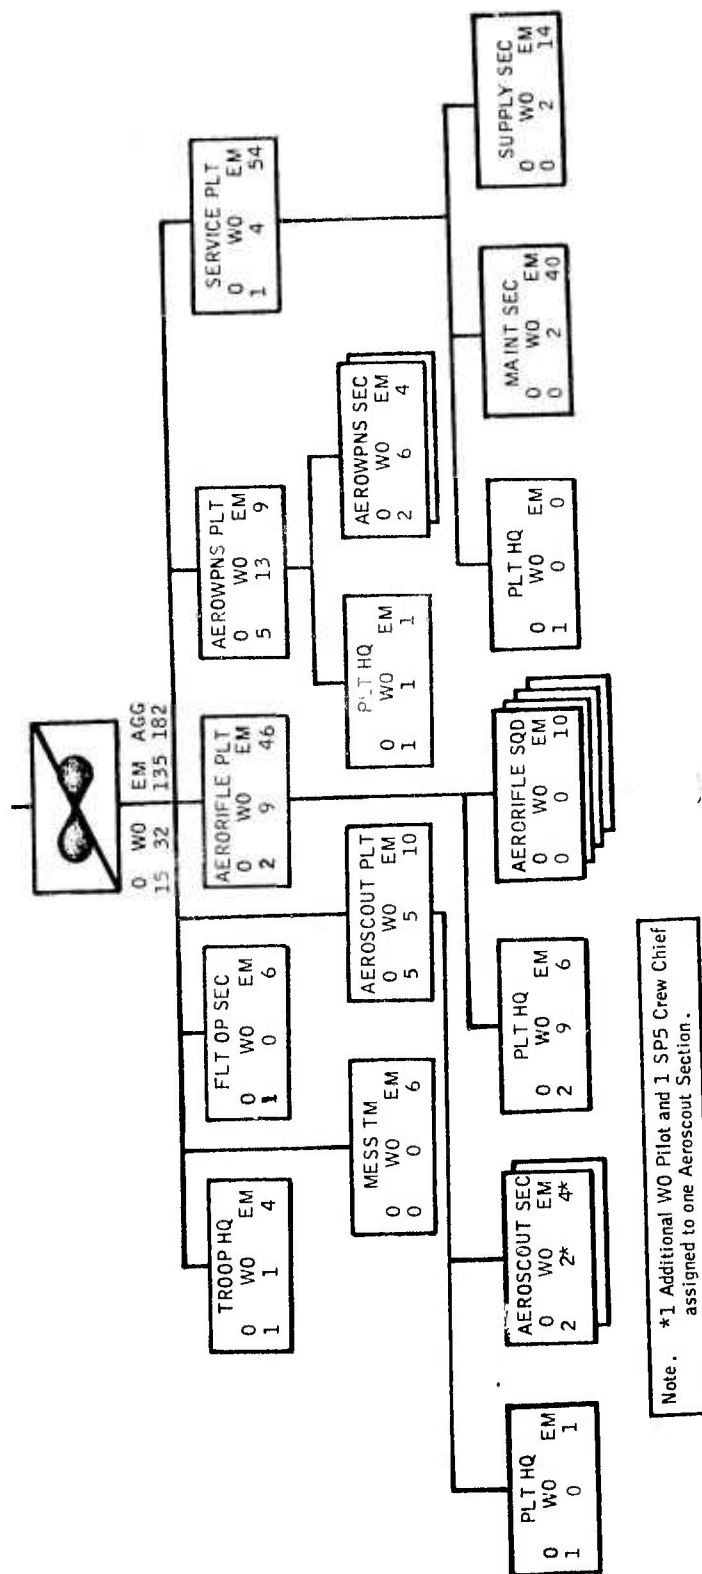 O WO EM AGG
15 32 135 182
TROOP HQ
O WO EM
1 1 4
FLT OP SEC
O WO EM
1 0 6
AERORIFLE PLT
O WO EM
2 9 46
AEROWPNS PLT
O WO EM
5 13 9
SERVICE PLT
O WO EM
1 4 54
MESS TM
O WO EM
0 0 6
AEROSCOUT PLT
O WO EM
5 5 10
PLT HQ
O WO EM
1 1 1
AEROWPNS SEC
O WO EM
2 6 4
PLT HQ
O WO EM
1 0 1
AEROSCOUT SEC
O WO EM
2 2* 4*
PLT HQ
O WO EM
2 9 6
AERORIFLE SQD
O WO EM
0 0 10
PLT HQ
O WO EM
1 0 0
MAINT SEC
O WO EM
0 2 40
SUPPLY SEC
O WO EM
0 2 14
Note. *1 Additional WO Pilot and 1 SP5 Crew Chief
assigned to one Aeroscout Section.